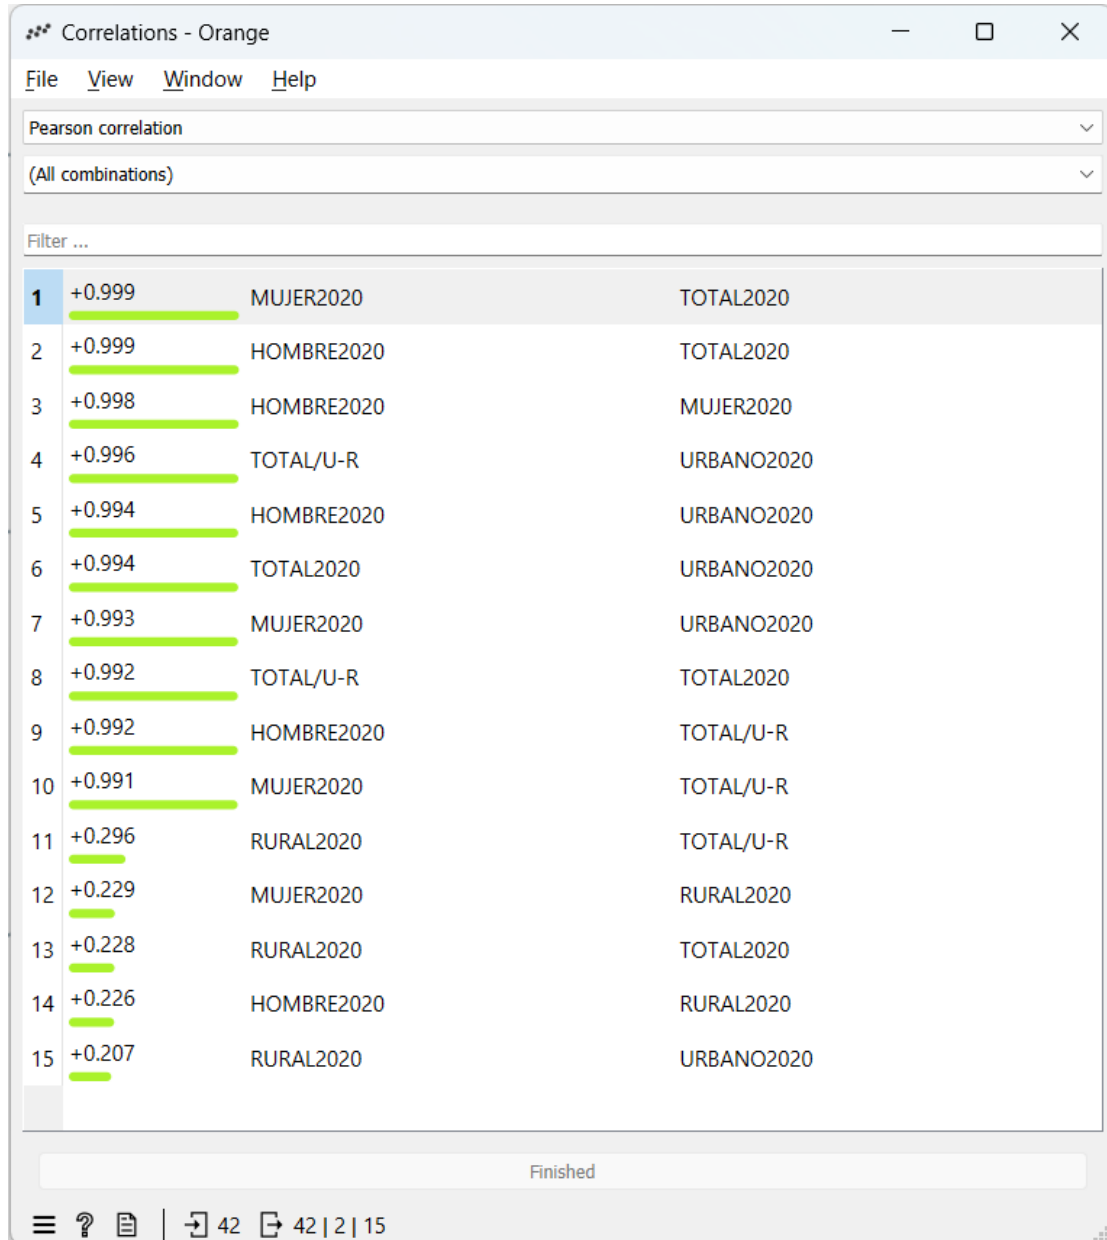 Correlations - Orange
File View Window Help
Pearson correlation
(All combinations)
Filter ...
1 +0.999 MUJER2020 TOTAL2020
2 +0.999 HOMBRE2020 TOTAL2020
3 +0.998 HOMBRE2020 MUJER2020
4 +0.996 TOTAL/U-R URBANO2020
5 +0.994 HOMBRE2020 URBANO2020
6 +0.994 TOTAL2020 URBANO2020
7 +0.993 MUJER2020 URBANO2020
8 +0.992 TOTAL/U-R TOTAL2020
9 +0.992 HOMBRE2020 TOTAL/U-R
10 +0.991 MUJER2020 TOTAL/U-R
11 +0.296 RURAL2020 TOTAL/U-R
12 +0.229 MUJER2020 RURAL2020
13 +0.228 RURAL2020 TOTAL2020
14 +0.226 HOMBRE2020 RURAL2020
15 +0.207 RURAL2020 URBANO2020
Finished
? 42 42 | 2 | 15